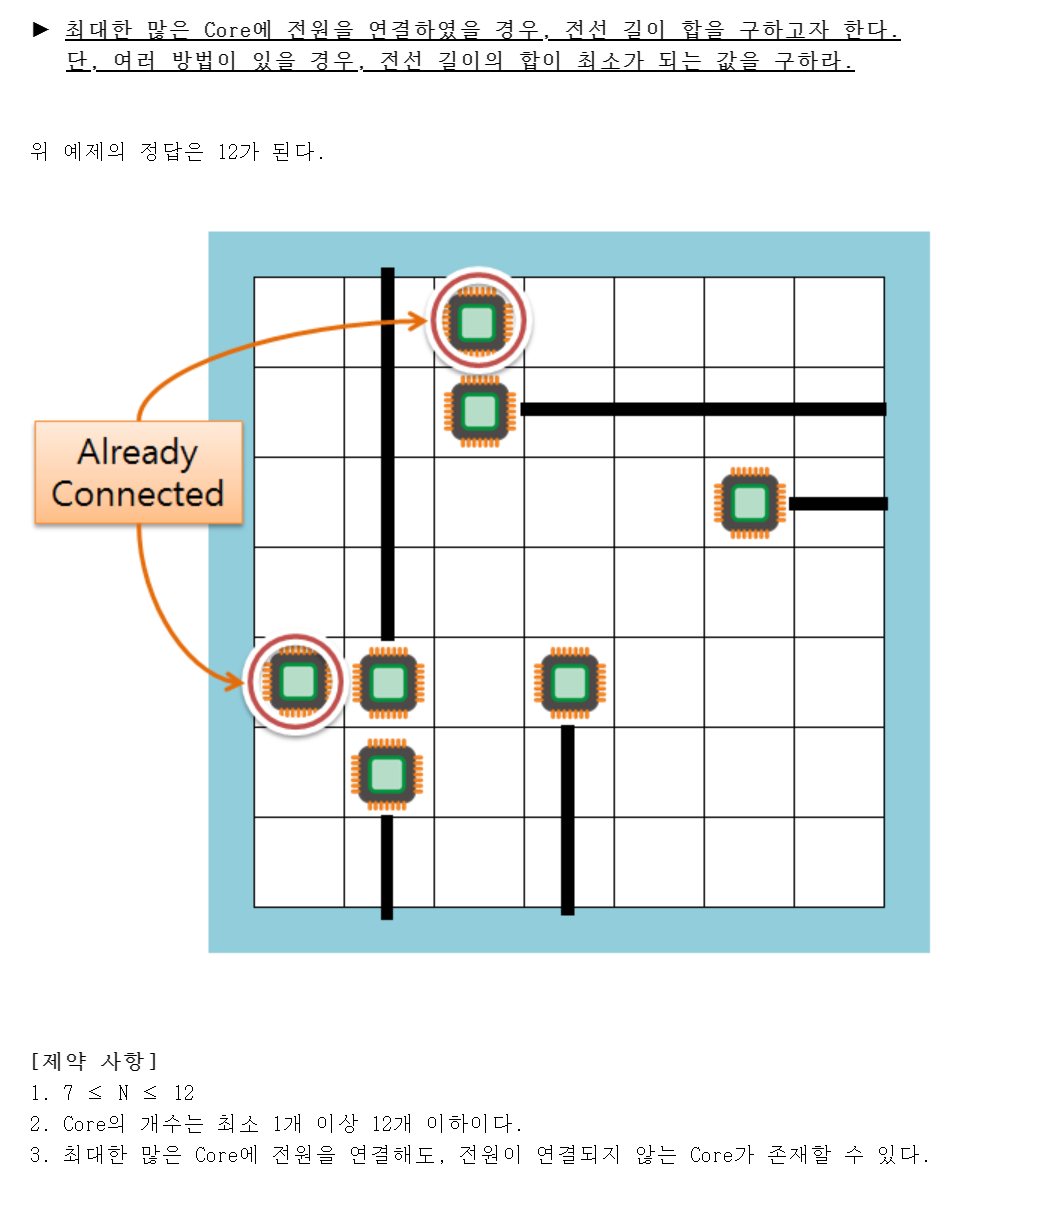 ► 최대한 많은 Core에 전원을 연결하였을 경우, 전선 길이 합을 구하고자 한다.
단, 여러 방법이 있을 경우, 전선 길이의 합이 최소가 되는 값을 구하라.
위 예제의 정답은 12가 된다.
Already
Connected
[제약 사항]
1. 7 ≤ N ≤ 12
2. Core의 개수는 최소 1개 이상 12개 이하이다.
3. 최대한 많은 Core에 전원을 연결해도, 전원이 연결되지 않는 Core가 존재할 수 있다.